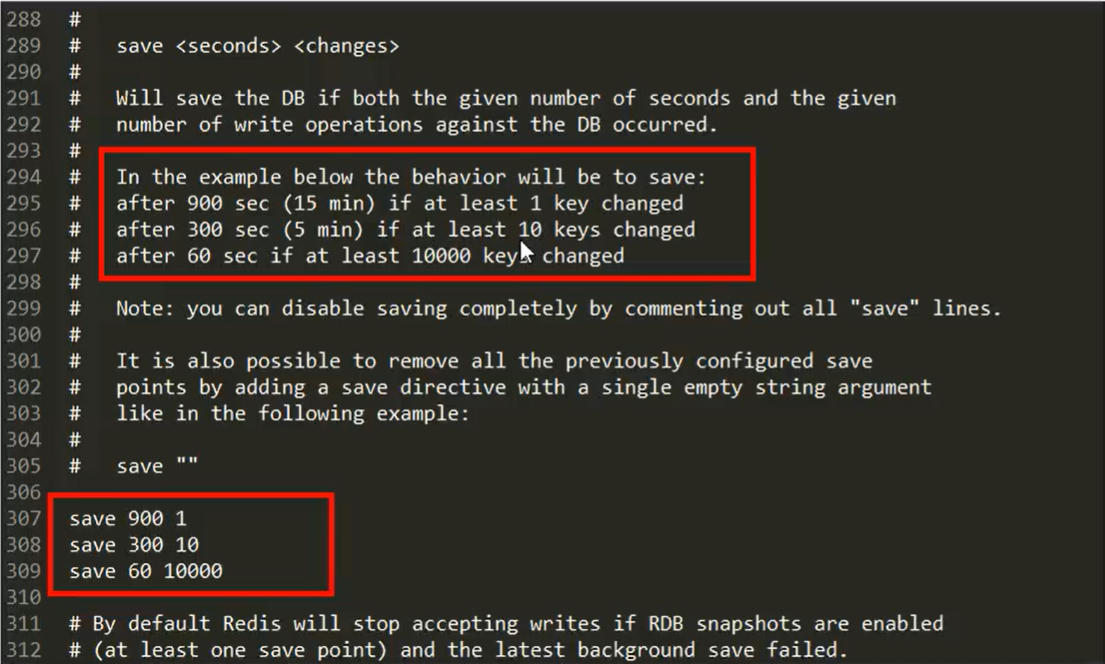 288 #
289 #   save <seconds> <changes>
290 #
291 #   Will save the DB if both the given number of seconds and the given
292 #   number of write operations against the DB occurred.
293 #
294 #   In the example below the behavior will be to save:
295 #   after 900 sec (15 min) if at least 1 key changed
296 #   after 300 sec (5 min) if at least 10 keys changed
297 #   after 60 sec if at least 10000 keys changed
298 #
299 #   Note: you can disable saving completely by commenting out all "save" lines.
300 #
301 #   It is also possible to remove all the previously configured save
302 #   points by adding a save directive with a single empty string argument
303 #   like in the following example:
304 #
305 #   save ""
306
307 save 900 1
308 save 300 10
309 save 60 10000
310
311 # By default Redis will stop accepting writes if RDB snapshots are enabled
312 # (at least one save point) and the latest background save failed.